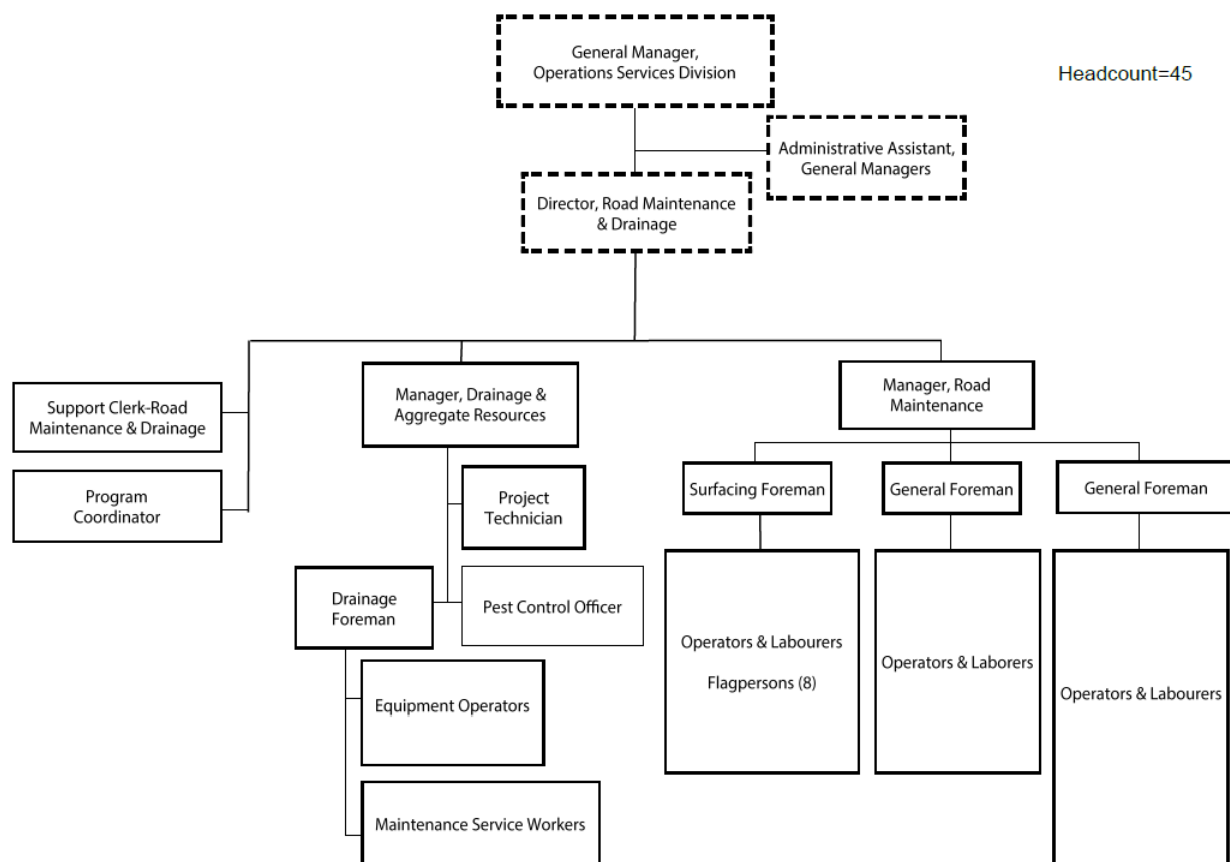 General Manager,
Operations Services Division
Headcount=45
Administrative Assistant,
General Managers
Director, Road Maintenance
& Drainage
Support Clerk-Road
Maintenance & Drainage
Program
Coordinator
Manager, Drainage &
Aggregate Resources
Project
Technician
Drainage
Foreman
Pest Control Officer
Equipment Operators
Maintenance Service Workers
Manager, Road
Maintenance
Surfacing Foreman
General Foreman
General Foreman
Operators & Labourers
Flagpersons (8)
Operators & Laborers
Operators & Labourers